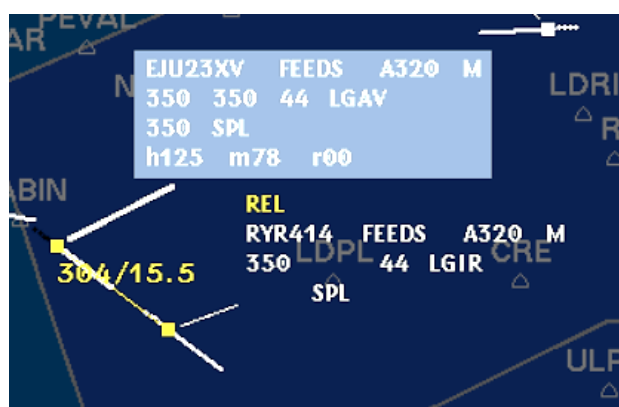 PEVAL
AR
EJU23XV FEEDS A320 M
N
350 350 44 LGAV
LDRI
350 SPL
R
h125 m78 r00
BIN
REL
RYR414 FEEDS A320 M
LDPL
CRE
350 44 LGIR
304/15.5
SPL
ULP